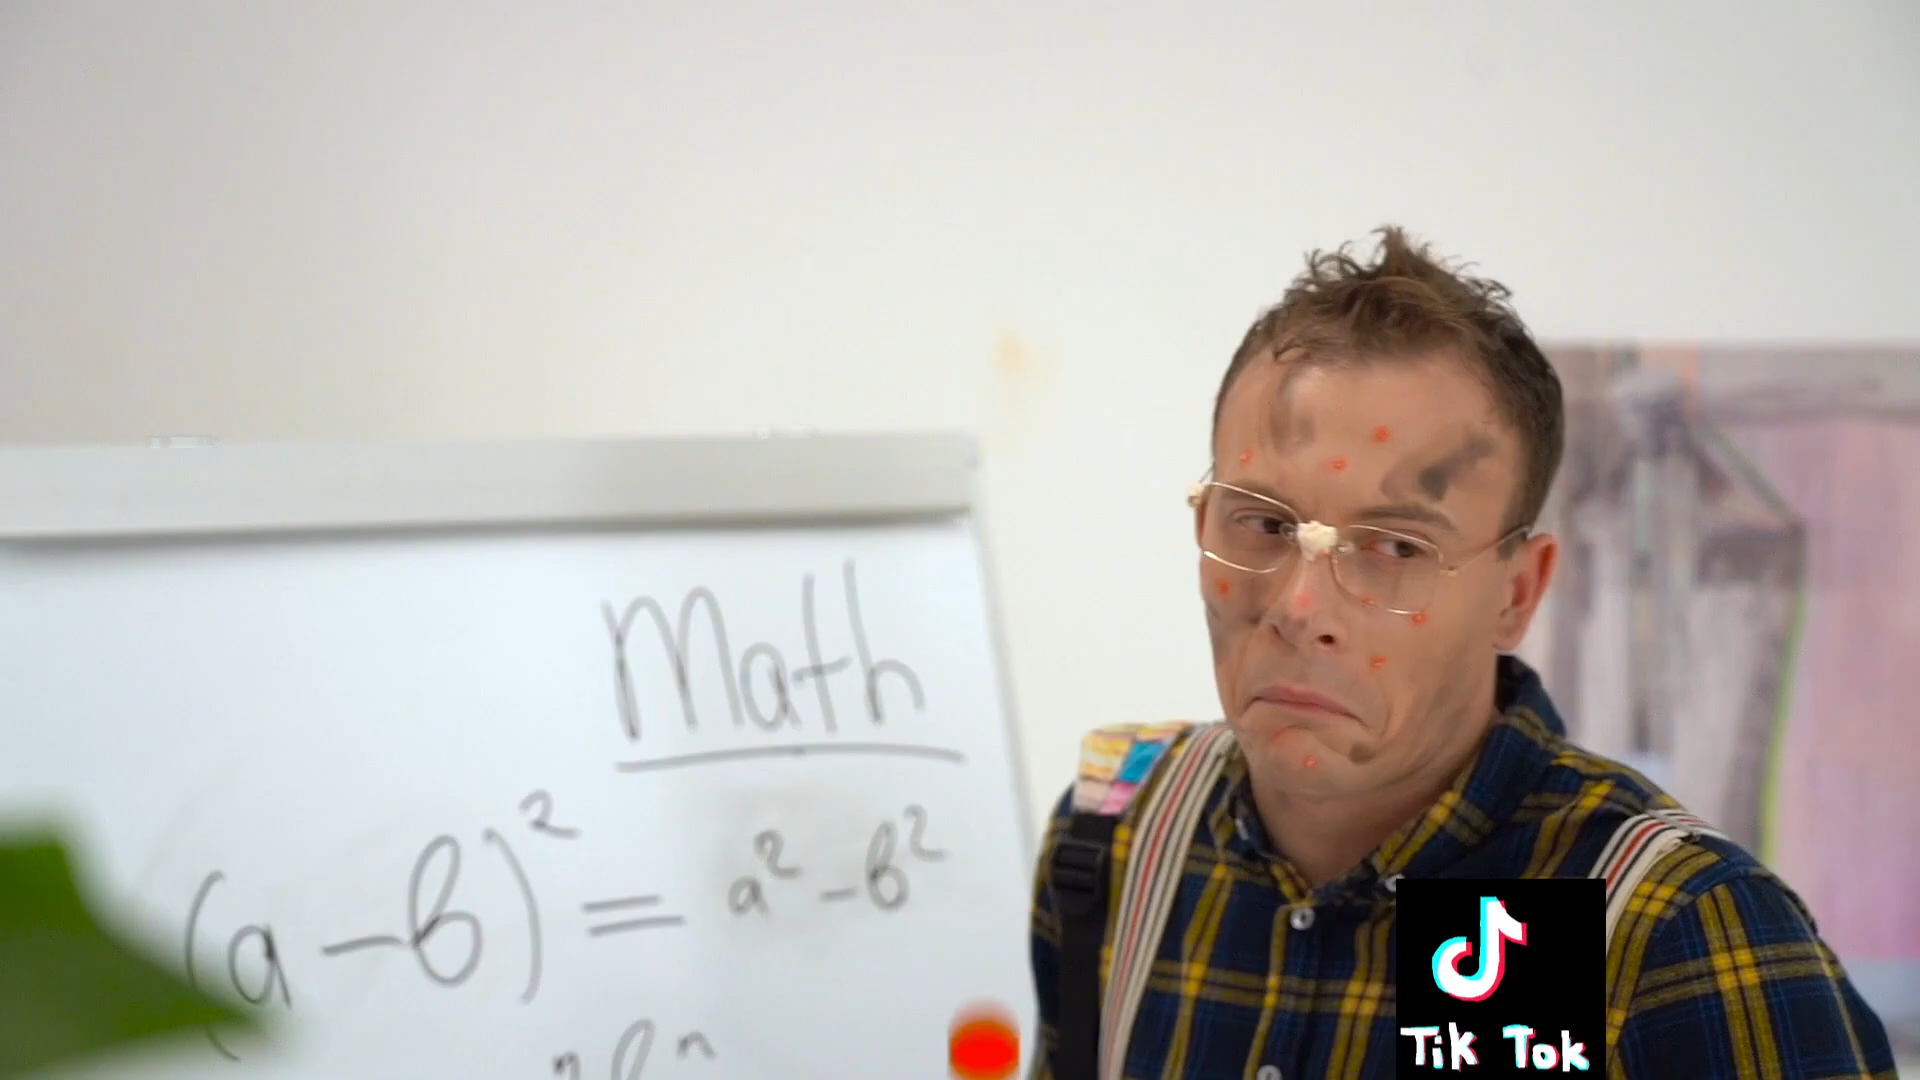 Math
(a-b)² = a²-b²
Tik Tok